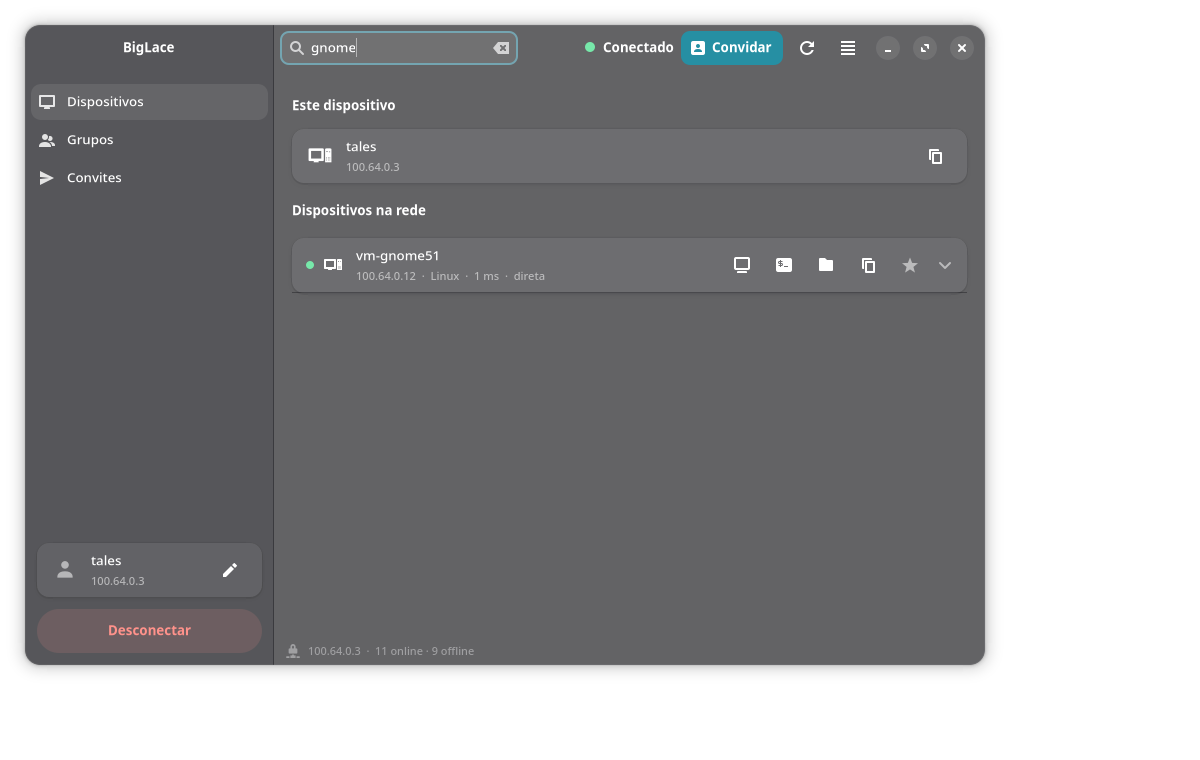 BigLace
gnome
Conectado
Convidar
Dispositivos
Grupos
Convites
Este dispositivo
tales
100.64.0.3
Dispositivos na rede
vm-gnome51
100.64.0.12 · Linux · 1 ms · direta
tales
100.64.0.3
Desconectar
100.64.0.3 · 11 online · 9 offline